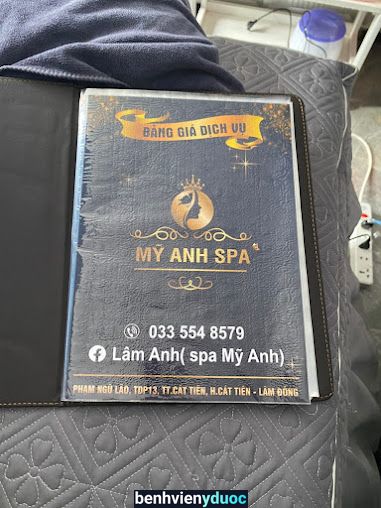 BẢNG GIÁ DỊCH VỤ
MỸ ANH SPA
033 554 8579
Lâm Anh( spa Mỹ Anh)
PHẠM NGŨ LÃO, TDP13, TT.CÁT TIÊN, H.CÁT TIÊN - LÂM ĐỒNG
benhvienyduoc